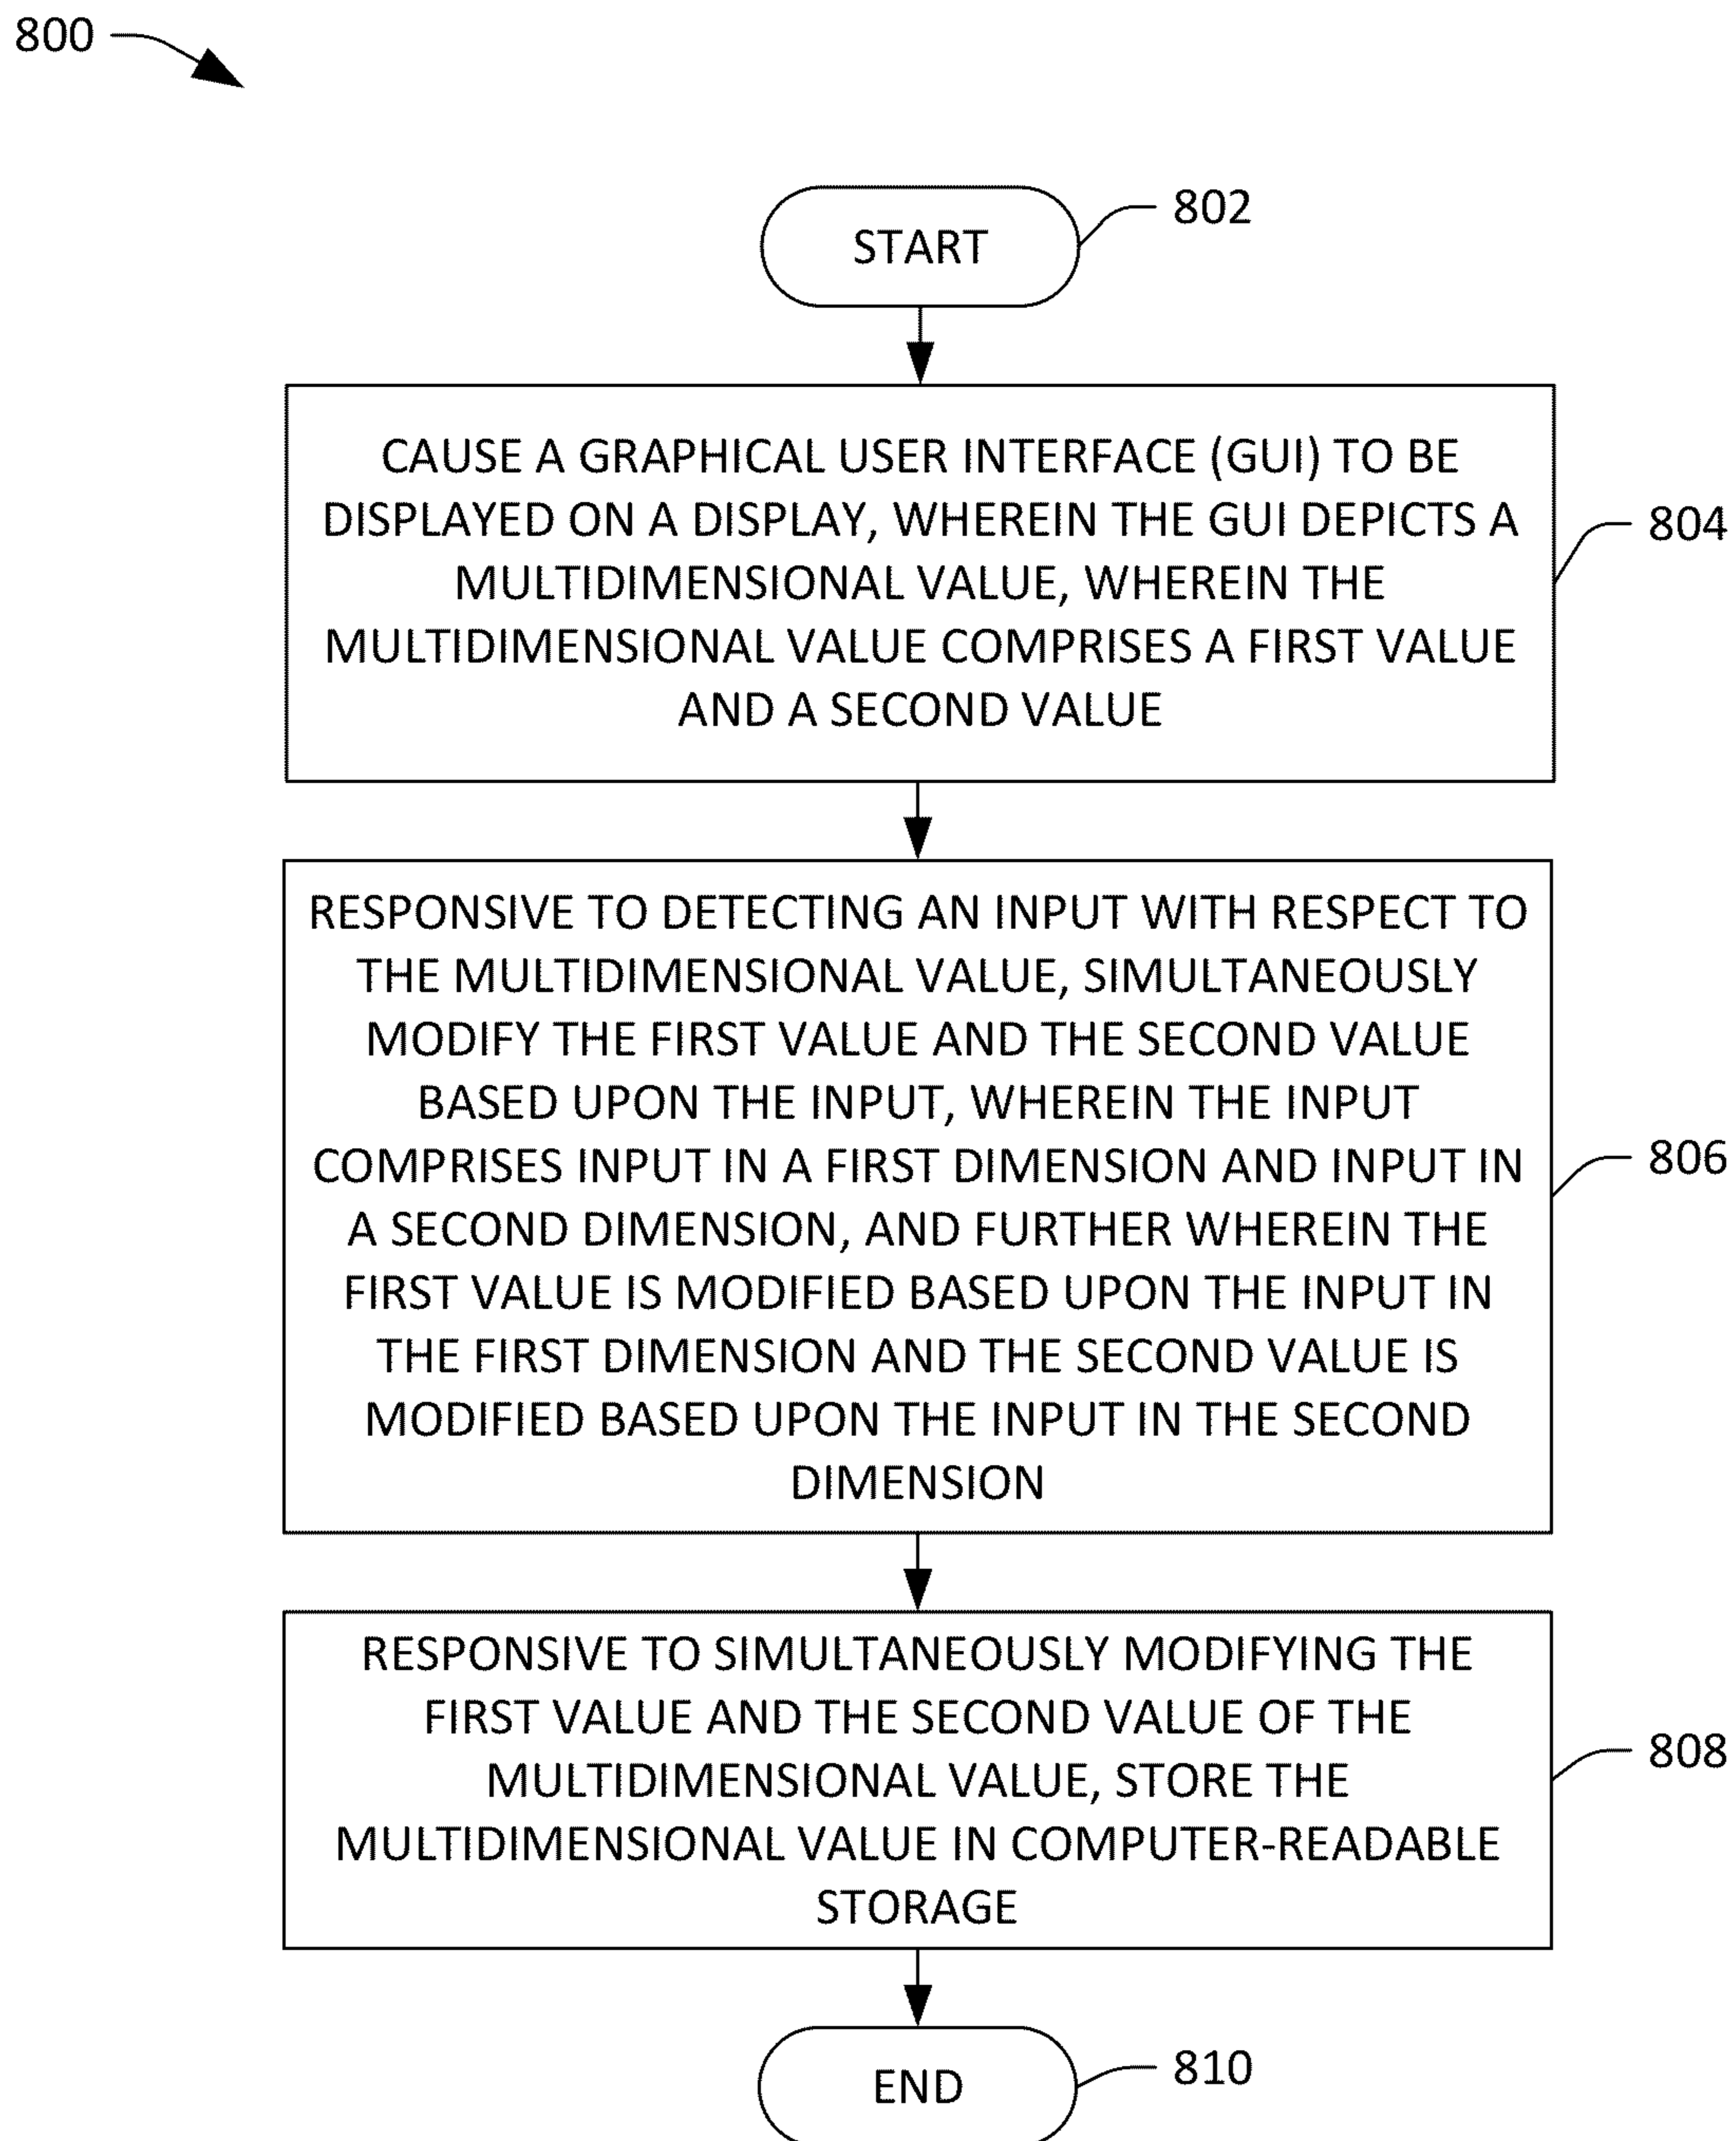 800
802
START
CAUSE A GRAPHICAL USER INTERFACE (GUI) TO BE
DISPLAYED ON A DISPLAY, WHEREIN THE GUI DEPICTS A
MULTIDIMENSIONAL VALUE, WHEREIN THE
MULTIDIMENSIONAL VALUE COMPRISES A FIRST VALUE
AND A SECOND VALUE
804
RESPONSIVE TO DETECTING AN INPUT WITH RESPECT TO
THE MULTIDIMENSIONAL VALUE, SIMULTANEOUSLY
MODIFY THE FIRST VALUE AND THE SECOND VALUE
BASED UPON THE INPUT, WHEREIN THE INPUT
COMPRISES INPUT IN A FIRST DIMENSION AND INPUT IN
A SECOND DIMENSION, AND FURTHER WHEREIN THE
FIRST VALUE IS MODIFIED BASED UPON THE INPUT IN
THE FIRST DIMENSION AND THE SECOND VALUE IS
MODIFIED BASED UPON THE INPUT IN THE SECOND
DIMENSION
806
RESPONSIVE TO SIMULTANEOUSLY MODIFYING THE
FIRST VALUE AND THE SECOND VALUE OF THE
MULTIDIMENSIONAL VALUE, STORE THE
MULTIDIMENSIONAL VALUE IN COMPUTER-READABLE
STORAGE
808
END
810